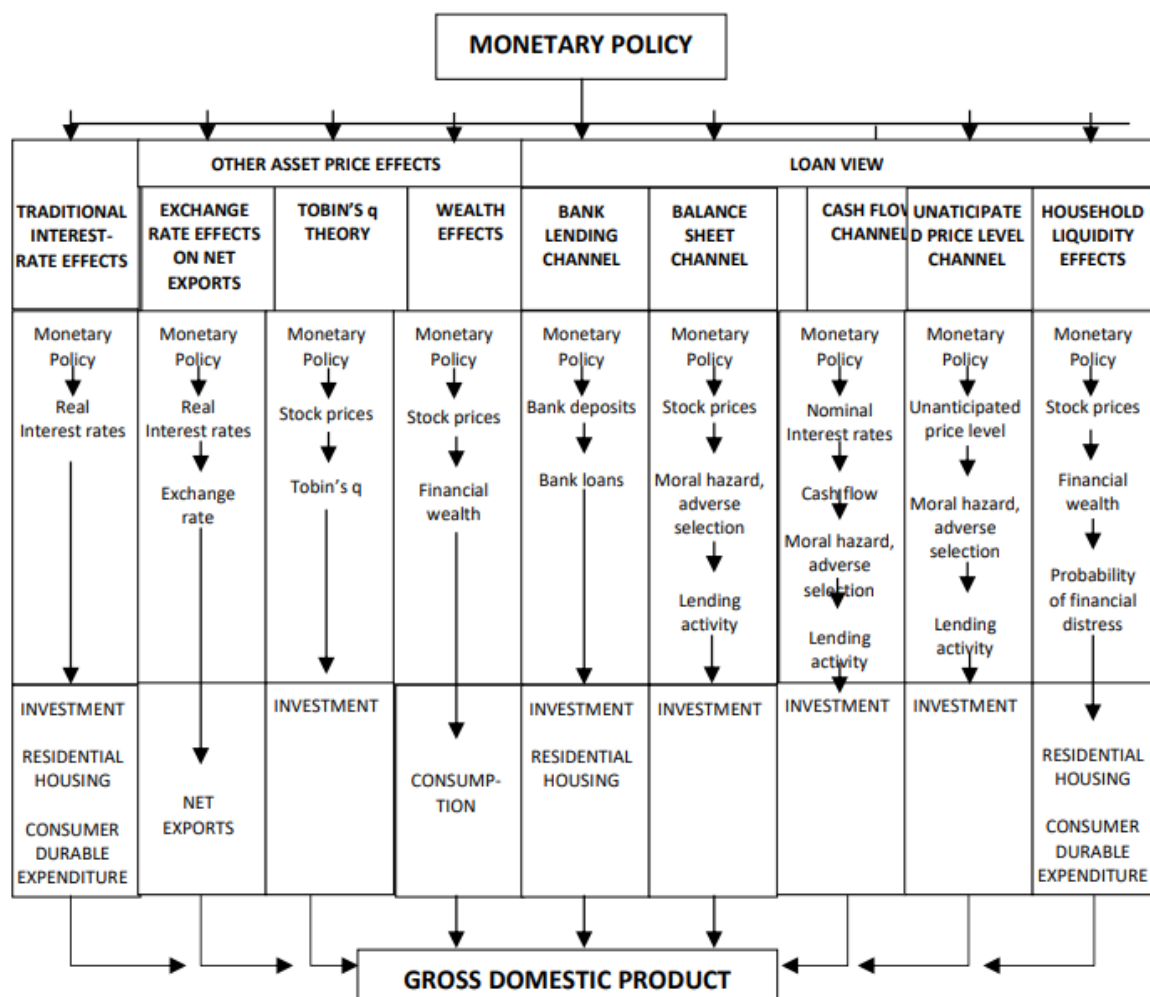 MONETARY POLICY
OTHER ASSET PRICE EFFECTS
LOAN VIEW
TRADITIONAL
INTEREST-
RATE EFFECTS
EXCHANGE
RATE EFFECTS
ON NET
EXPORTS
TOBIN'S q
THEORY
WEALTH
EFFECTS
BANK
LENDING
CHANNEL
BALANCE
SHEET
CHANNEL
CASH FLOW
CHANNEL
UNATICIPATE
D PRICE LEVEL
CHANNEL
HOUSEHOLD
LIQUIDITY
EFFECTS
Monetary
Policy
Real
Interest rates
INVESTMENT
RESIDENTIAL
HOUSING
CONSUMER
DURABLE
EXPENDITURE
Monetary
Policy
Real
Interest rates
Exchange
rate
NET
EXPORTS
Monetary
Policy
Stock prices
Tobin's q
INVESTMENT
Monetary
Policy
Stock prices
Financial
wealth
CONSUMP-
TION
Monetary
Policy
Bank deposits
Bank loans
INVESTMENT
RESIDENTIAL
HOUSING
Monetary
Policy
Stock prices
Moral hazard,
adverse
selection
Lending
activity
INVESTMENT
Monetary
Policy
Nominal
Interest rates
Cash flow
Moral hazard,
adverse
selection
Lending
activity
INVESTMENT
Monetary
Policy
Unanticipated
price level
Moral hazard,
adverse
selection
Lending
activity
INVESTMENT
Monetary
Policy
Stock prices
Financial
wealth
Probability
of financial
distress
RESIDENTIAL
HOUSING
CONSUMER
DURABLE
EXPENDITURE
GROSS DOMESTIC PRODUCT